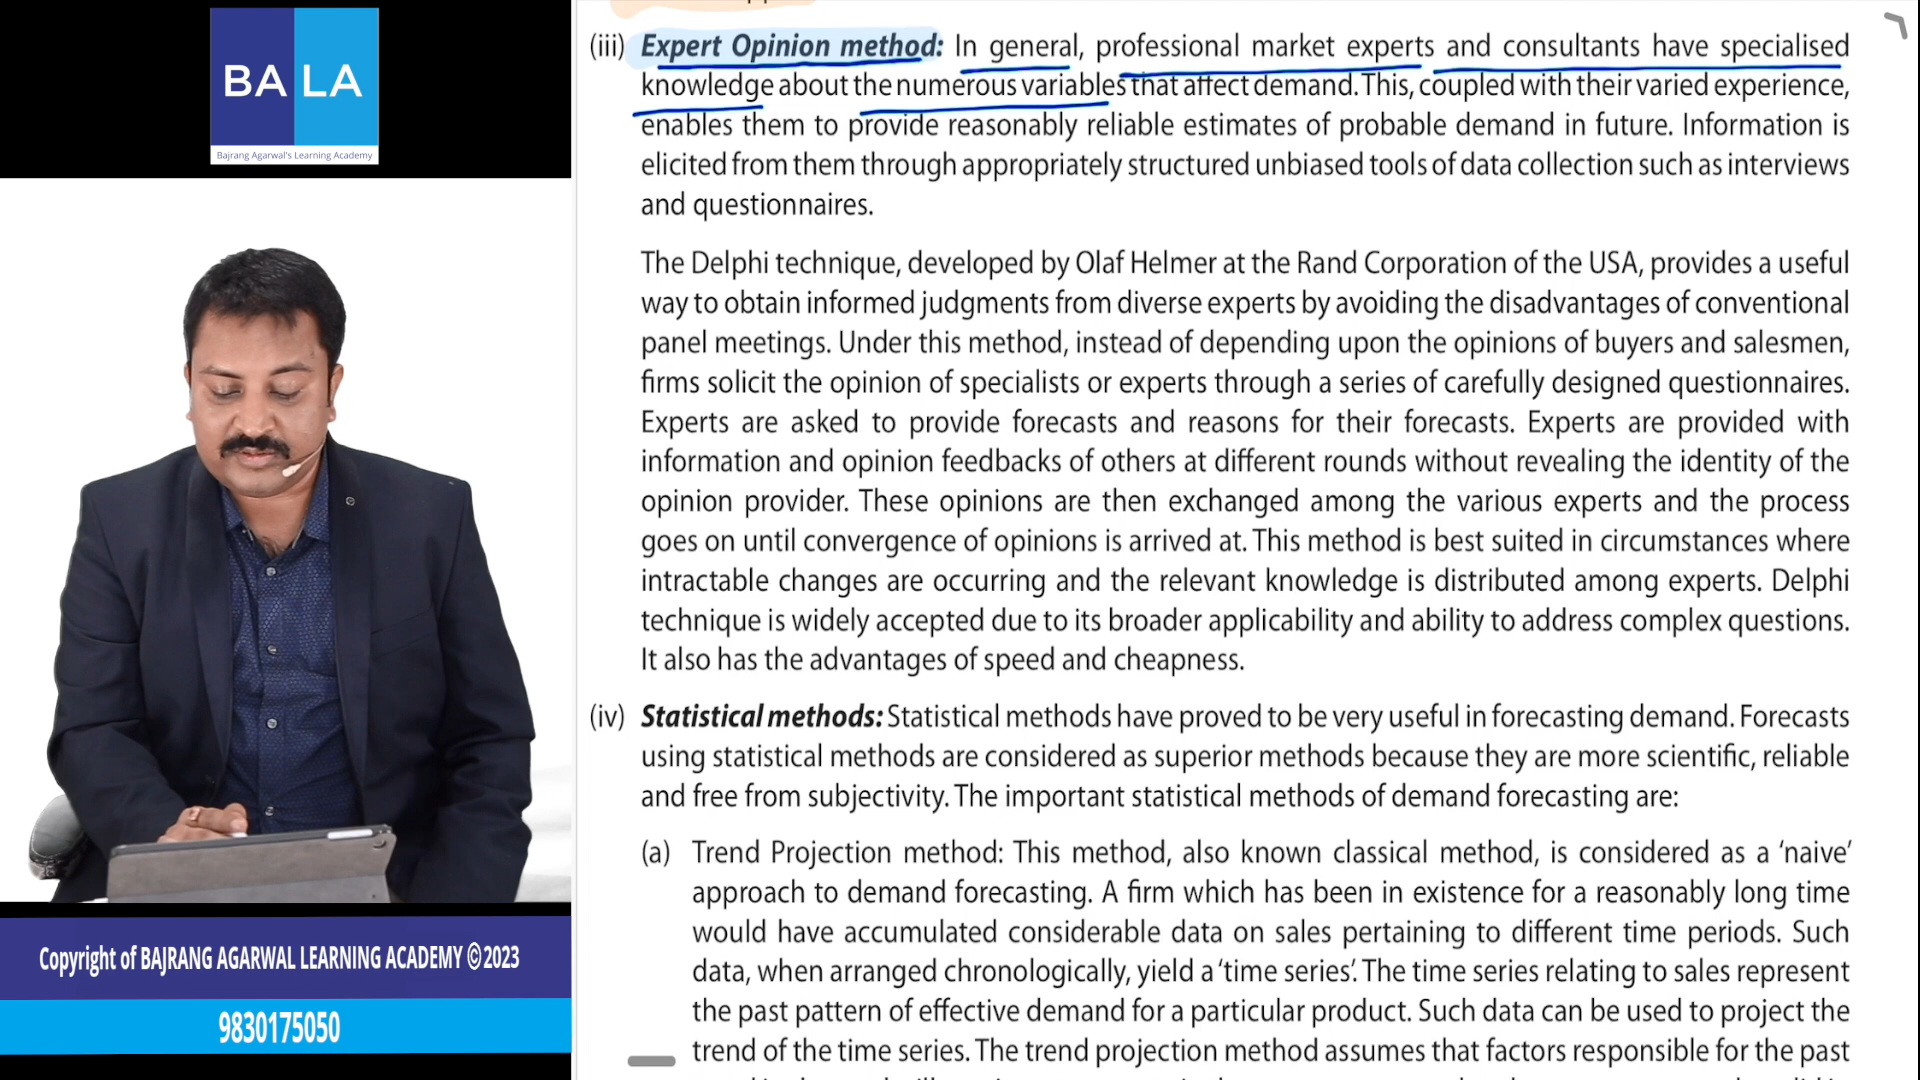 BALA
Bajrang Agarwal's Learning Academy
(iii) Expert Opinion method: In general, professional market experts and consultants have specialised
knowledge about the numerous variables that affect demand. This, coupled with their varied experience,
enables them to provide reasonably reliable estimates of probable demand in future. Information is
elicited from them through appropriately structured unbiased tools of data collection such as interviews
and questionnaires.
The Delphi technique, developed by Olaf Helmer at the Rand Corporation of the USA, provides a useful
way to obtain informed judgments from diverse experts by avoiding the disadvantages of conventional
panel meetings. Under this method, instead of depending upon the opinions of buyers and salesmen,
firms solicit the opinion of specialists or experts through a series of carefully designed questionnaires.
Experts are asked to provide forecasts and reasons for their forecasts. Experts are provided with
information and opinion feedbacks of others at different rounds without revealing the identity of the
opinion provider. These opinions are then exchanged among the various experts and the process
goes on until convergence of opinions is arrived at. This method is best suited in circumstances where
intractable changes are occurring and the relevant knowledge is distributed among experts. Delphi
technique is widely accepted due to its broader applicability and ability to address complex questions.
It also has the advantages of speed and cheapness.
(iv) Statistical methods: Statistical methods have proved to be very useful in forecasting demand. Forecasts
using statistical methods are considered as superior methods because they are more scientific, reliable
and free from subjectivity. The important statistical methods of demand forecasting are:
(a) Trend Projection method: This method, also known classical method, is considered as a ‘naive’
approach to demand forecasting. A firm which has been in existence for a reasonably long time
would have accumulated considerable data on sales pertaining to different time periods. Such
data, when arranged chronologically, yield a ‘time series’. The time series relating to sales represent
the past pattern of effective demand for a particular product. Such data can be used to project the
trend of the time series. The trend projection method assumes that factors responsible for the past
Copyright of BAJRANG AGARWAL LEARNING ACADEMY ©2023
9830175050